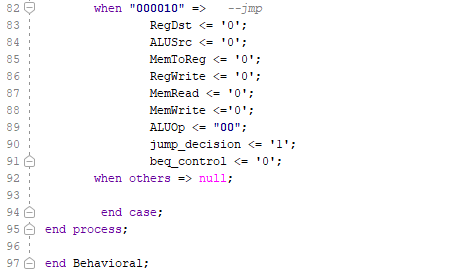 82 when "000010" => --jmp
83 RegDst <= '0';
84 ALUSrc <= '0';
85 MemToReg <= '0';
86 RegWrite <= '0';
87 MemRead <= '0';
88 MemWrite <='0';
89 ALUOp <= "00";
90 jump_decision <= '1';
91 beq_control <= '0';
92 when others => null;
93
94 end case;
95 end process;
96
97 end Behavioral;